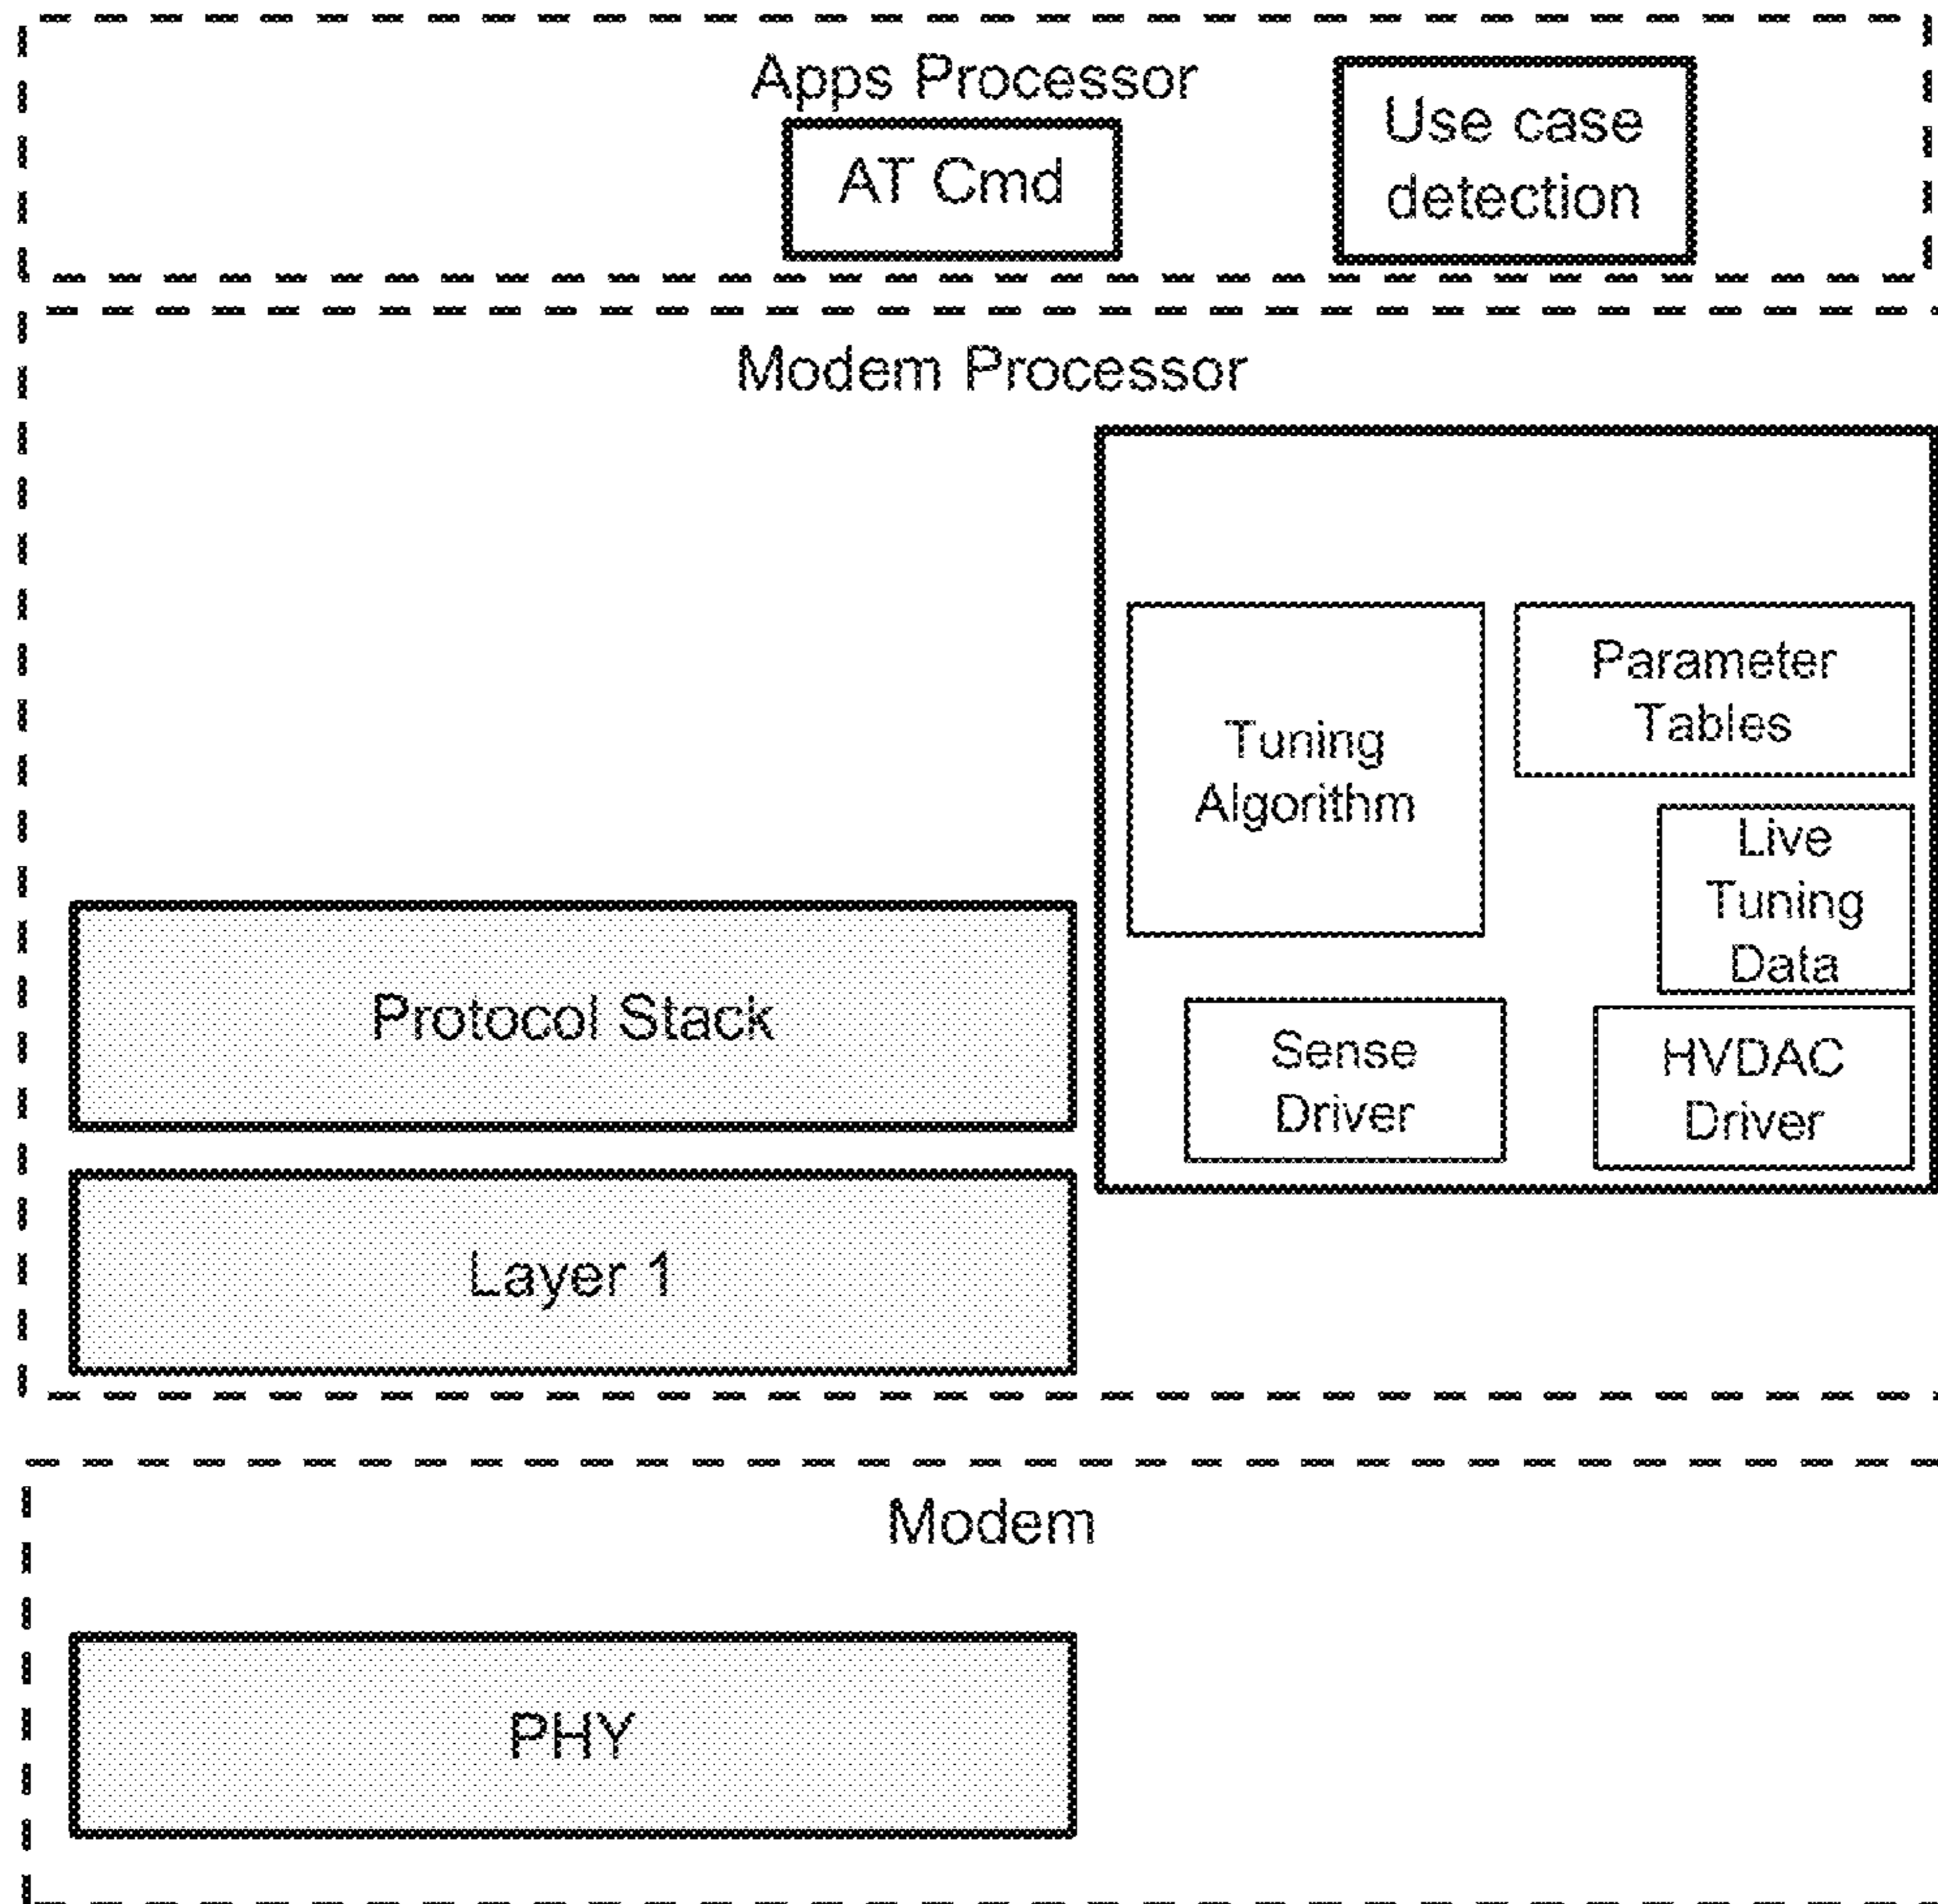 Apps Processor
AT Cmd
Use case
detection
Modem Processor
Tuning
Algorithm
Parameter
Tables
Live
Tuning
Data
Protocol Stack
Sense
Driver
HVDAC
Driver
Layer 1
Modem
PHY